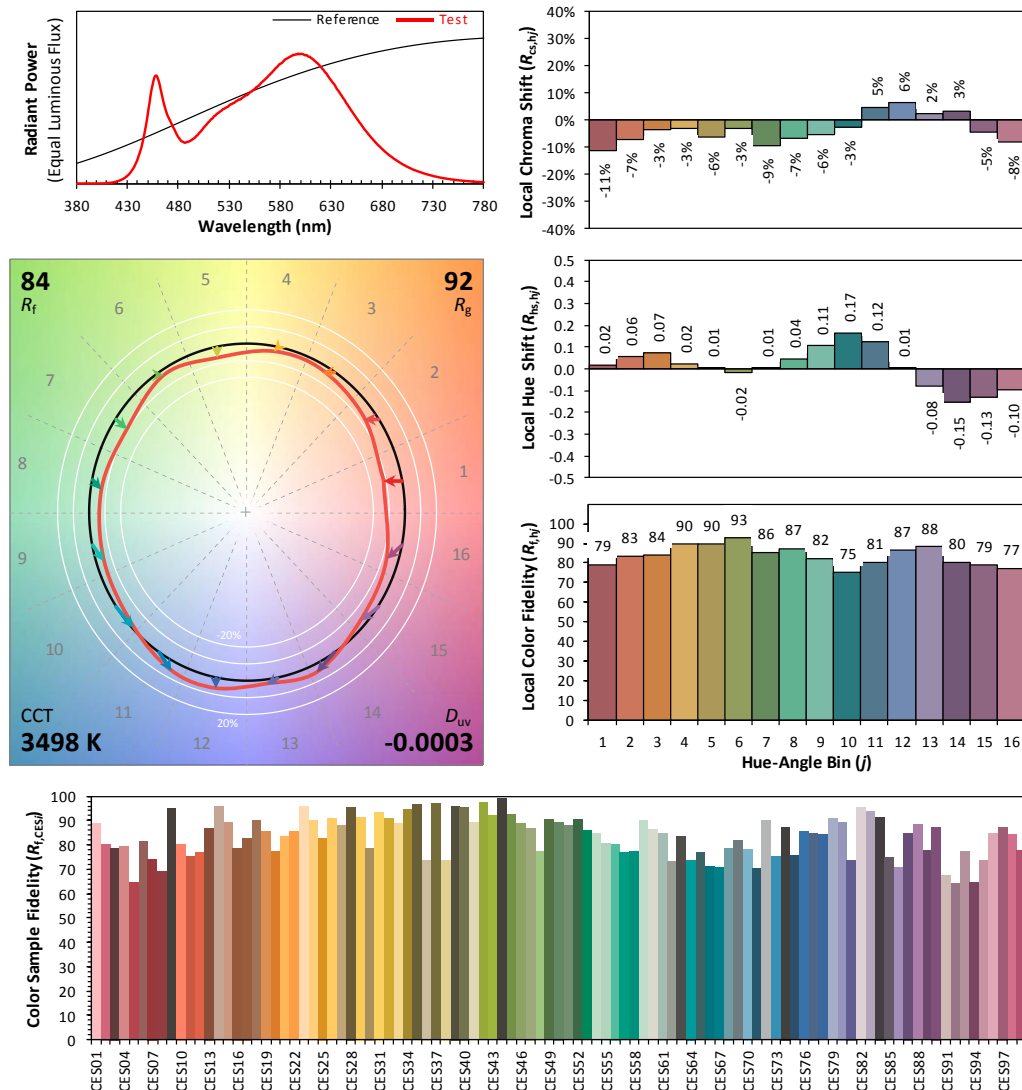 Reference Test
Radiant Power
(Equal Luminous Flux)
380 430 480 530 580 630 680 730 780
Wavelength (nm)
Local Chroma Shift (Rcs,hj)
40%
30%
20%
10%
0%
-10%
-20%
-30%
-40%
-11% -7% -3% -3% -6% -3% -9% -7% -6% -3% 5% 6% 2% 3% -5% -8%
84
Rf
92
Rg
5 4
6 3
7 2
8 1
9 16
10 15
11 14
12 13
-20%
20%
CCT
3498 K
Duv
-0.0003
Local Hue Shift (Rhs,hj)
0.5
0.4
0.3
0.2
0.1
0.0
-0.1
-0.2
-0.3
-0.4
-0.5
0.02 0.06 0.07 0.02 0.01 -0.02 0.01 0.04 0.11 0.17 0.12 0.01 -0.08 -0.15 -0.13 -0.10
Local Color Fidelity (Rf,hj)
100
90
80
70
60
50
40
30
20
10
0
79 83 84 90 90 93 86 87 82 75 81 87 88 80 79 77
1 2 3 4 5 6 7 8 9 10 11 12 13 14 15 16
Hue-Angle Bin (j)
Color Sample Fidelity (Rf,CESi)
100
90
80
70
60
50
40
30
20
10
0
CES01 CES04 CES07 CES10 CES13 CES16 CES19 CES22 CES25 CES28 CES31 CES34 CES37 CES40 CES43 CES46 CES49 CES52 CES55 CES58 CES61 CES64 CES67 CES70 CES73 CES76 CES79 CES82 CES85 CES88 CES91 CES94 CES97